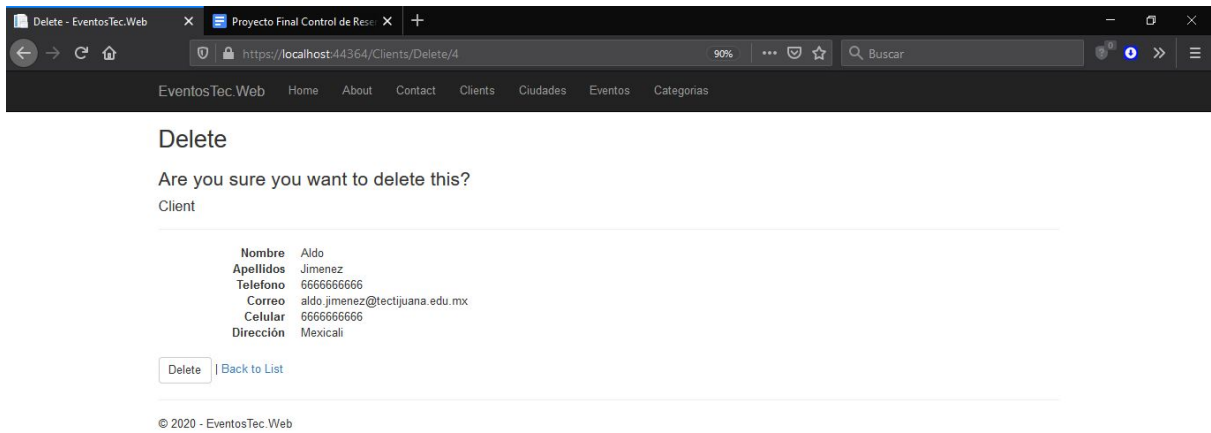 Delete - EventosTec.Web
Proyecto Final Control de Reser
https://localhost:44364/Clients/Delete/4
90%
Buscar
0
EventosTec.Web Home About Contact Clients Ciudades Eventos Categorias
Delete
Are you sure you want to delete this?
Client
Nombre Aldo
Apellidos Jimenez
Telefono 6666666666
Correo aldo.jimenez@tectijuana.edu.mx
Celular 6666666666
Dirección Mexicali
Delete | Back to List
© 2020 - EventosTec.Web